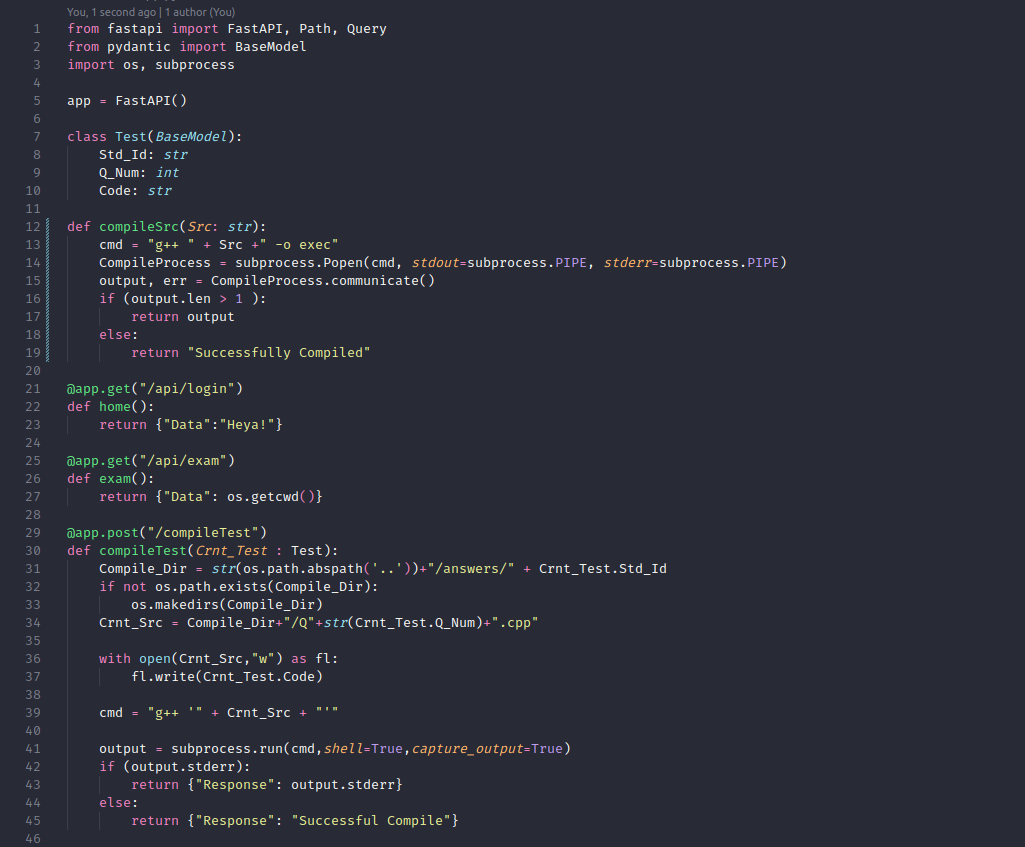 You, 1 second ago | 1 author (You)
1 from fastapi import FastAPI, Path, Query
2 from pydantic import BaseModel
3 import os, subprocess
4
5 app = FastAPI()
6
7 class Test(BaseModel):
8     Std_Id: str
9     Q_Num: int
10     Code: str
11
12 def compileSrc(Src: str):
13     cmd = "g++ " + Src +" -o exec"
14     CompileProcess = subprocess.Popen(cmd, stdout=subprocess.PIPE, stderr=subprocess.PIPE)
15     output, err = CompileProcess.communicate()
16     if (output.len > 1 ):
17         return output
18     else:
19         return "Successfully Compiled"
20
21 @app.get("/api/login")
22 def home():
23     return {"Data":"Heya!"}
24
25 @app.get("/api/exam")
26 def exam():
27     return {"Data": os.getcwd()}
28
29 @app.post("/compileTest")
30 def compileTest(Crnt_Test : Test):
31     Compile_Dir = str(os.path.abspath('..'))+"/answers/" + Crnt_Test.Std_Id
32     if not os.path.exists(Compile_Dir):
33         os.makedirs(Compile_Dir)
34     Crnt_Src = Compile_Dir+"/Q"+str(Crnt_Test.Q_Num)+".cpp"
35
36     with open(Crnt_Src,"w") as fl:
37         fl.write(Crnt_Test.Code)
38
39     cmd = "g++ '" + Crnt_Src + "'"
40
41     output = subprocess.run(cmd,shell=True,capture_output=True)
42     if (output.stderr):
43         return {"Response": output.stderr}
44     else:
45         return {"Response": "Successful Compile"}
46